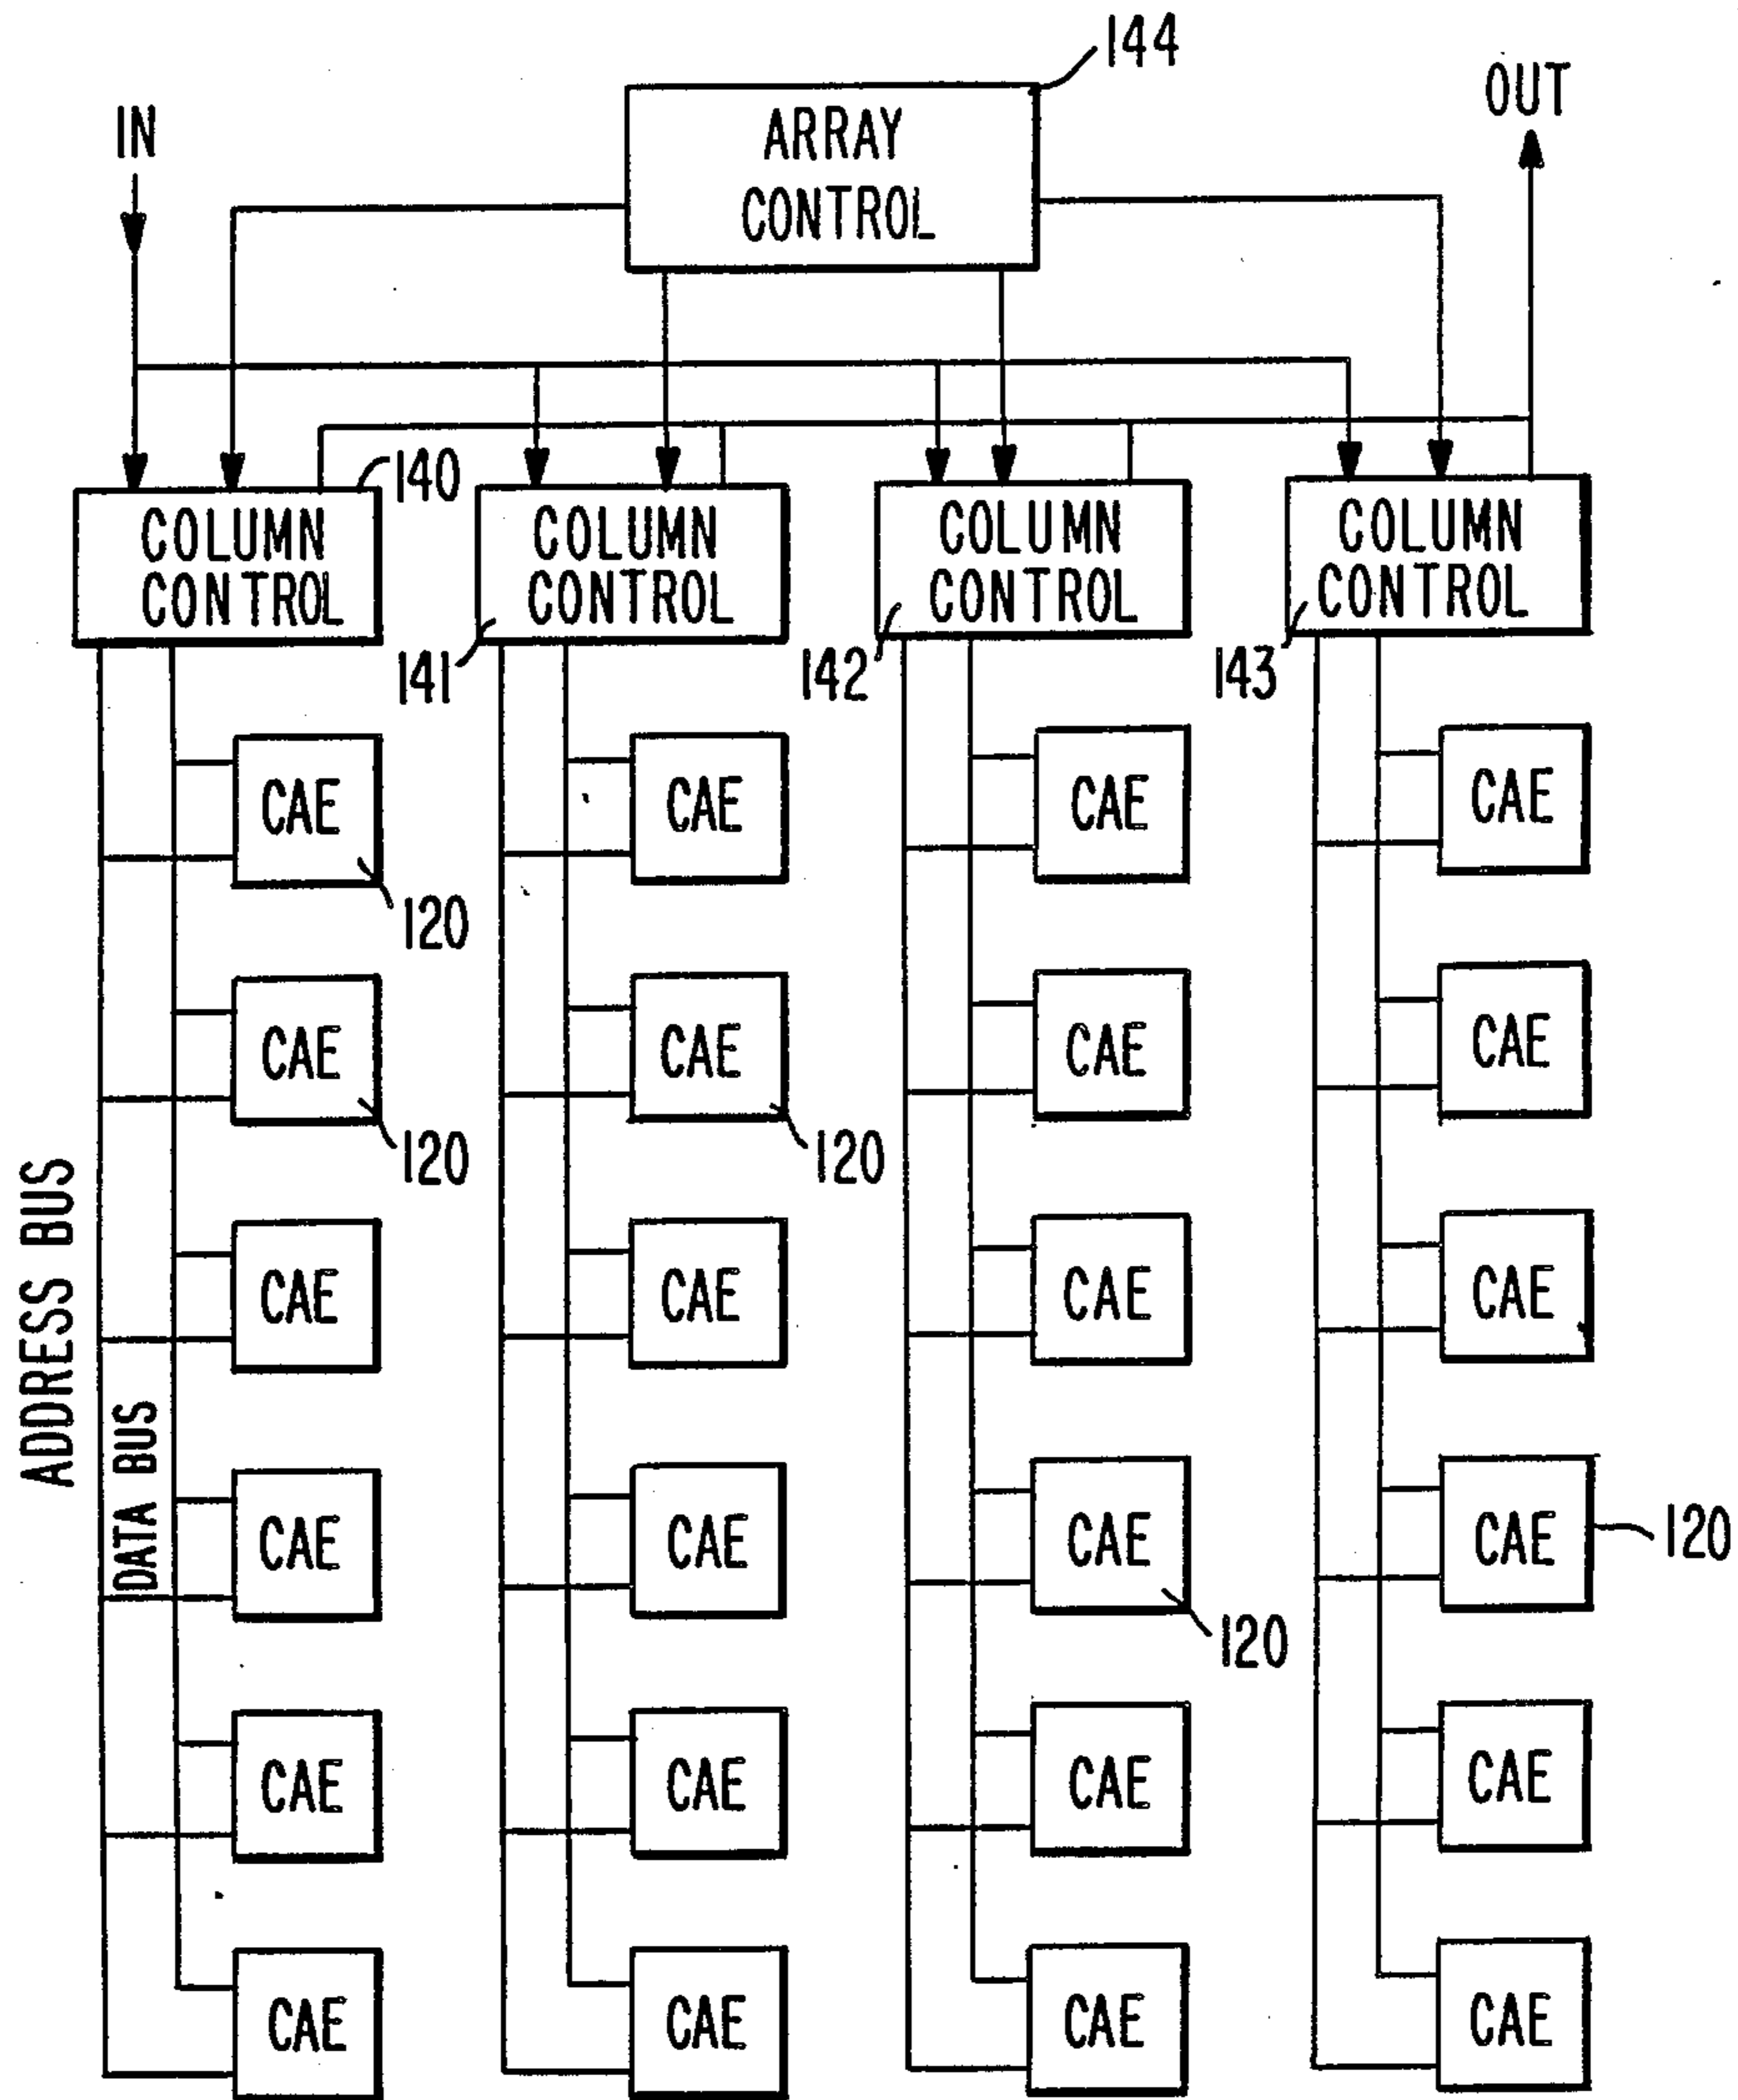 144
IN
ARRAY
CONTROL
OUT
140
COLUMN
CONTROL
COLUMN
CONTROL
COLUMN
CONTROL
COLUMN
CONTROL
141
142
143
CAE
CAE
CAE
CAE
120
CAE
CAE
CAE
CAE
120
120
ADDRESS BUS
CAE
CAE
CAE
CAE
DATA BUS
CAE
CAE
CAE
CAE
120
120
CAE
CAE
CAE
CAE
CAE
CAE
CAE
CAE